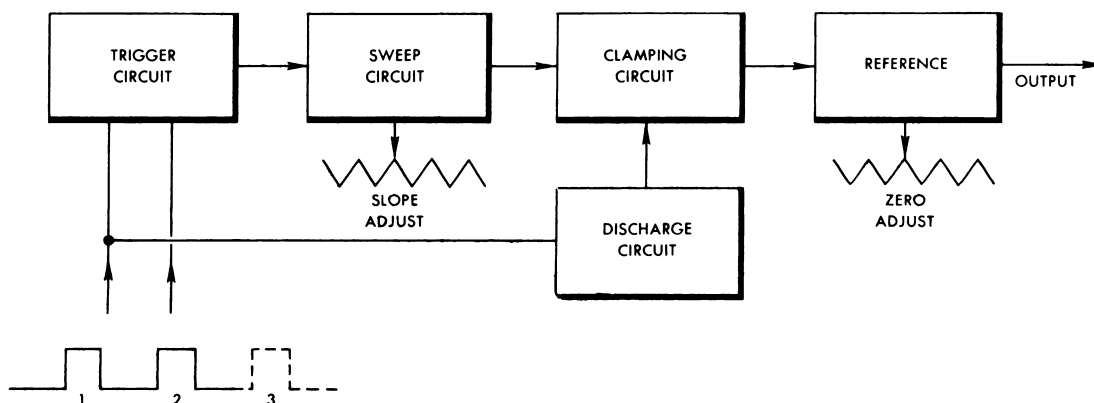 TRIGGER
CIRCUIT
SWEEP
CIRCUIT
CLAMPING
CIRCUIT
REFERENCE
OUTPUT
SLOPE
ADJUST
ZERO
ADJUST
DISCHARGE
CIRCUIT
1 2 3